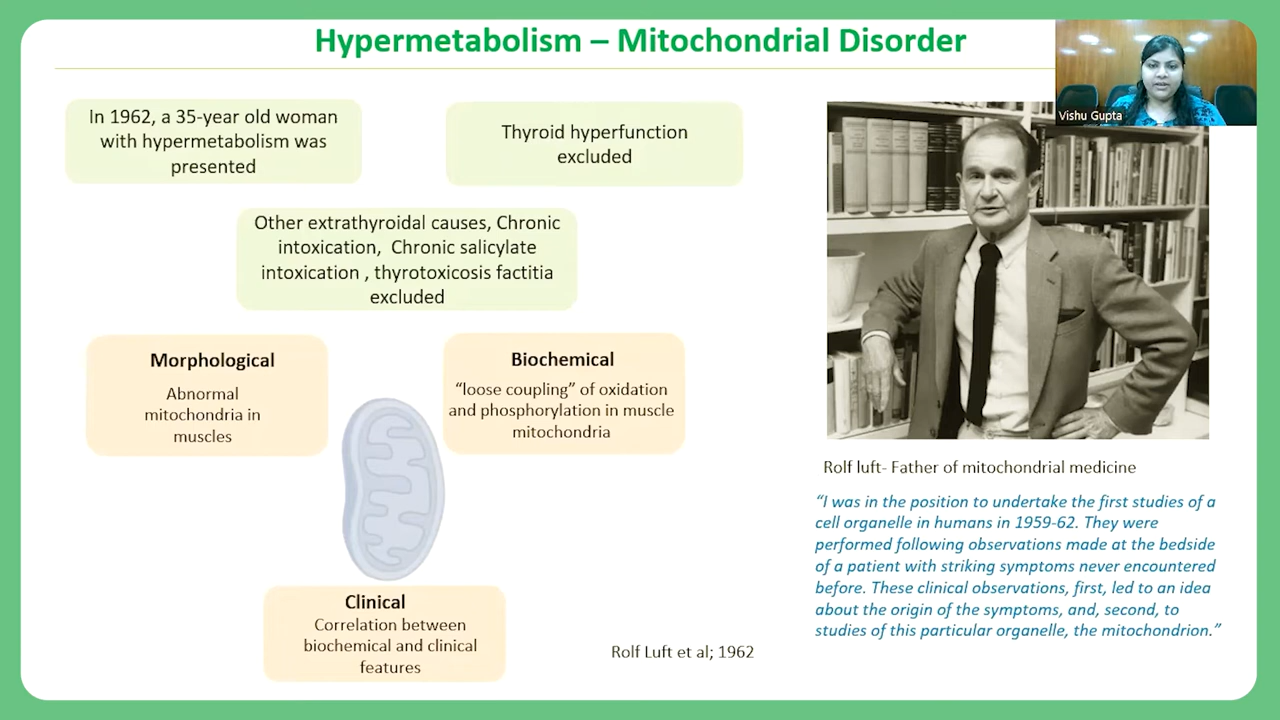 Hypermetabolism – Mitochondrial Disorder
Vishu Gupta
In 1962, a 35-year old woman
with hypermetabolism was
presented
Thyroid hyperfunction
excluded
Other extrathyroidal causes, Chronic
intoxication, Chronic salicylate
intoxication , thyrotoxicosis factitia
excluded
Morphological
Abnormal
mitochondria in
muscles
Biochemical
“loose coupling” of oxidation
and phosphorylation in muscle
mitochondria
Clinical
Correlation between
biochemical and clinical
features
Rolf Luft et al; 1962
Rolf luft- Father of mitochondrial medicine
“I was in the position to undertake the first studies of a
cell organelle in humans in 1959-62. They were
performed following observations made at the bedside
of a patient with striking symptoms never encountered
before. These clinical observations, first, led to an idea
about the origin of the symptoms, and, second, to
studies of this particular organelle, the mitochondrion.”